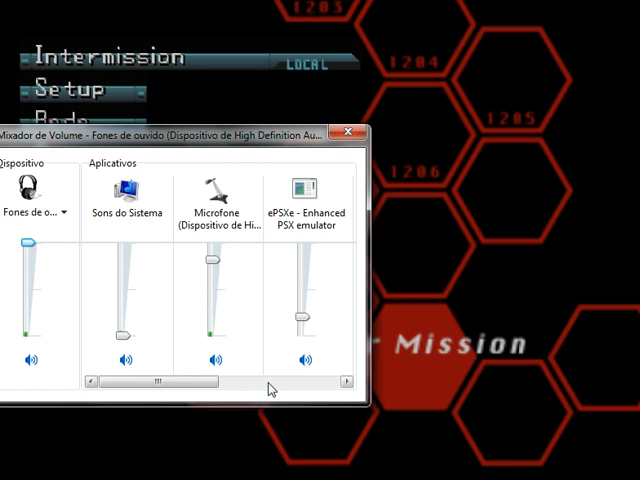 1203
Intermission
LOCAL
1204
Setup
1205
Mixador de Volume - Fones de ouvido (Dispositivo de High Definition Au...
Dispositivo
Aplicativos
1206
Fones de o...
Sons do Sistema
Microfone
(Dispositivo de Hi...
ePSXe - Enhanced
PSX emulator
Mission